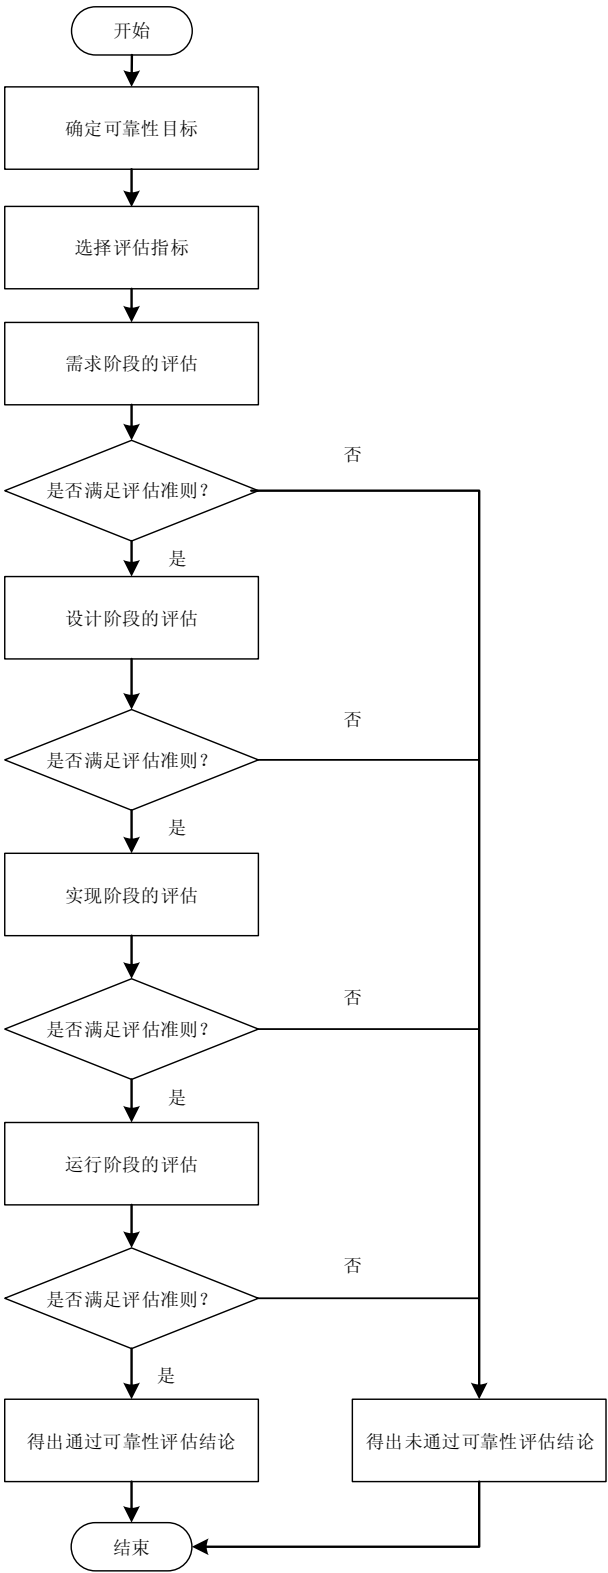 开始
确定可靠性目标
选择评估指标
需求阶段的评估
否
是否满足评估准则?
是
设计阶段的评估
否
是否满足评估准则?
是
实现阶段的评估
否
是否满足评估准则?
是
运行阶段的评估
否
是否满足评估准则?
是
得出通过可靠性评估结论
得出未通过可靠性评估结论
结束